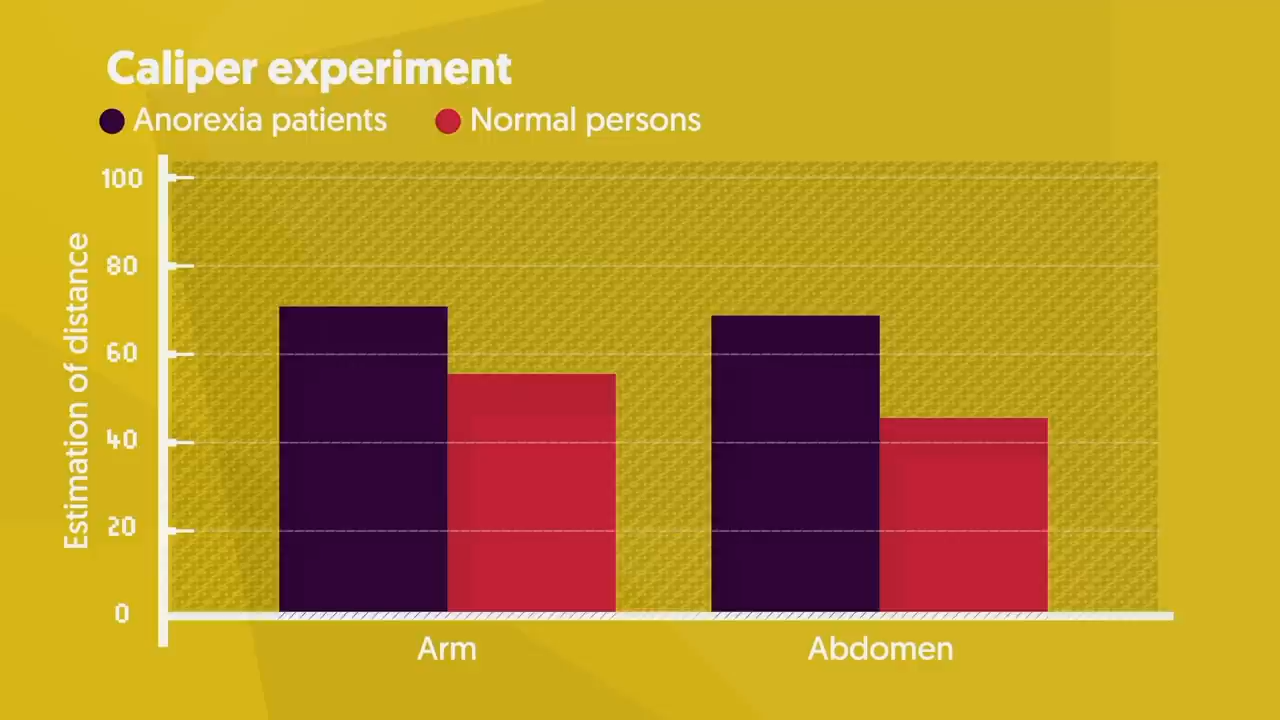 Caliper experiment
Anorexia patients Normal persons
Estimation of distance
100
80
60
40
20
0
Arm Abdomen